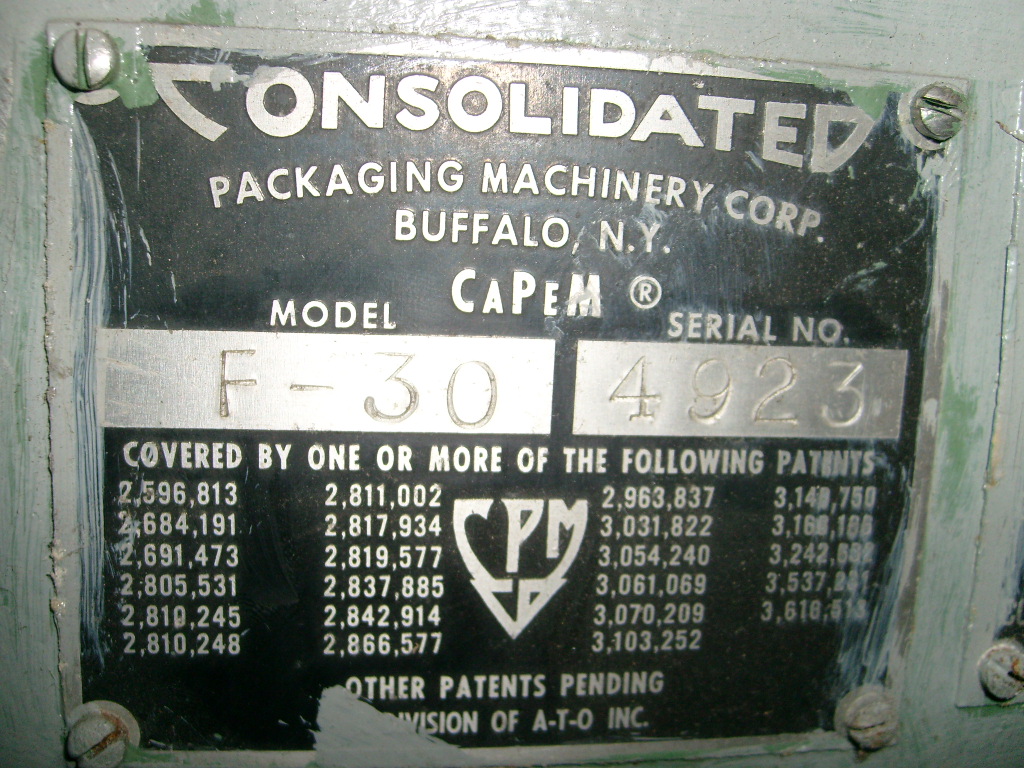 CONSOLIDATED
PACKAGING MACHINERY CORP.
BUFFALO, N.Y.
CAPEM ®
MODEL SERIAL NO.
F-30 4923
COVERED BY ONE OR MORE OF THE FOLLOWING PATENTS
2,596,813 2,811,002 2,963,837
2,684,191 2,817,934 3,031,822
2,691,473 2,819,577 3,054,240
2,805,531 2,837,885 3,061,069
2,810,245 2,842,914 3,070,209
2,810,248 2,866,577 3,103,252
CPM
CO
OTHER PATENTS PENDING
DIVISION OF A-T-O INC.